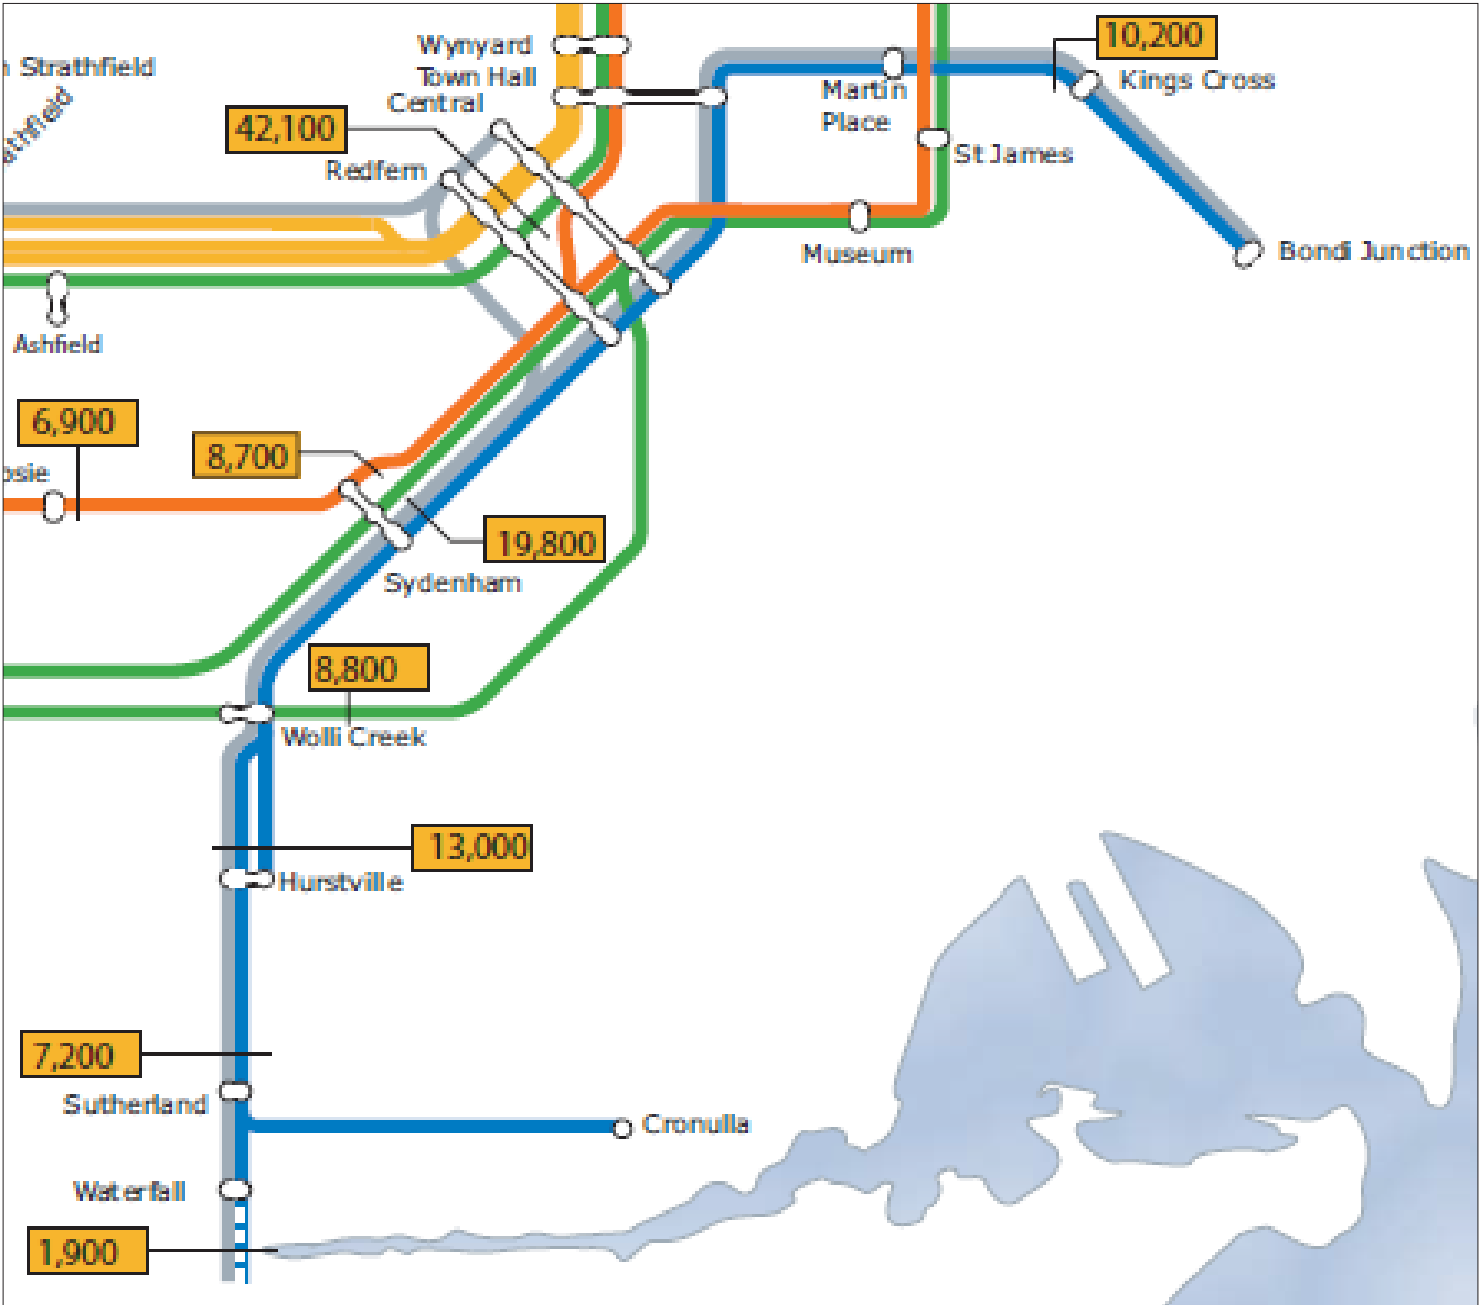 Wynyard
Strathfield
Town Hall
Central
10,200
Kings Cross
Martin
Place
42,100
Redfern
St James
Museum
Bondi Junction
Ashfield
6,900
8,700
19,800
Sydenham
8,800
Wolli Creek
13,000
Hurstville
7,200
Sutherland
Cronulla
Waterfall
1,900